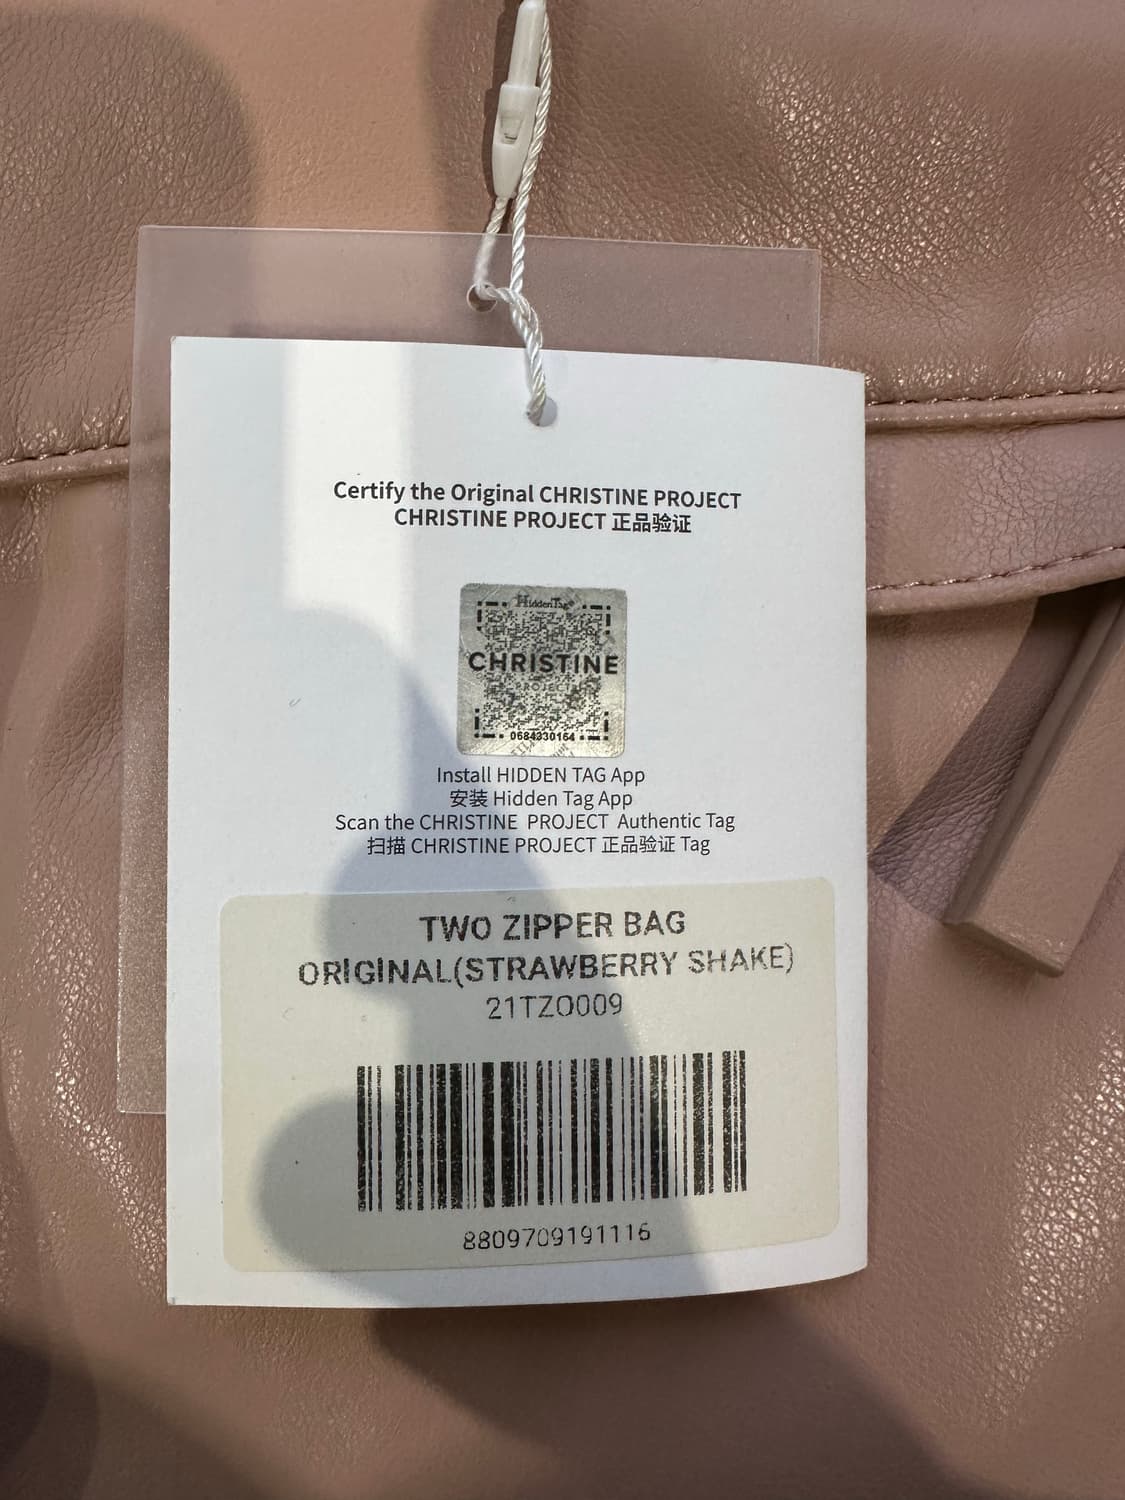 Certify the Original CHRISTINE PROJECT
CHRISTINE PROJECT 正品验证
HiddenTag
CHRISTINE
PROJECT
0684330164
Install HIDDEN TAG App
安装 Hidden Tag App
Scan the CHRISTINE PROJECT Authentic Tag
扫描 CHRISTINE PROJECT 正品验证 Tag
TWO ZIPPER BAG
ORIGINAL(STRAWBERRY SHAKE)
21TZO009
8809709191116